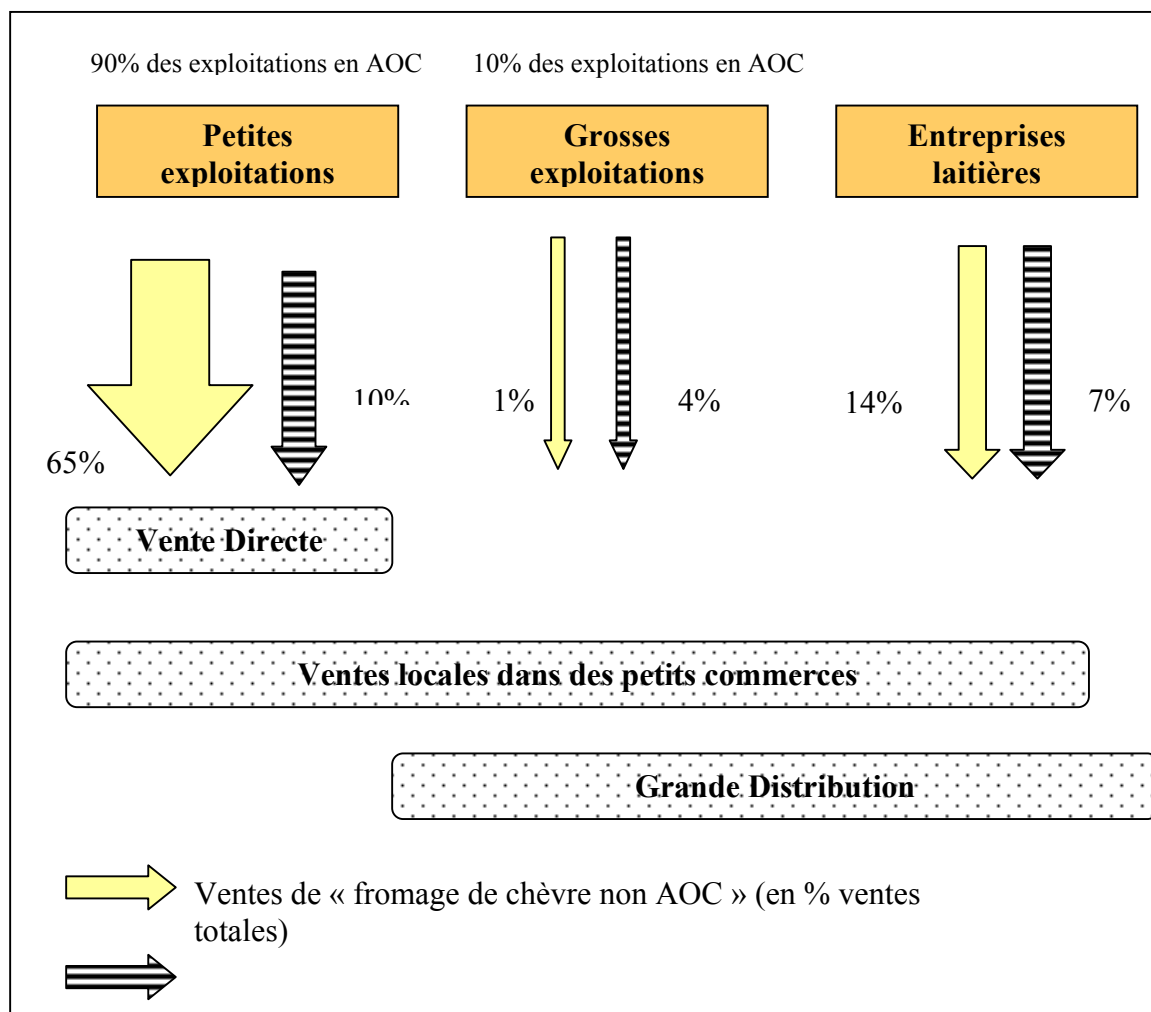 90% des exploitations en AOC
10% des exploitations en AOC
Petites
exploitations
Grosses
exploitations
Entreprises
laitières
10%
1%
4%
14%
7%
65%
Vente Directe
Ventes locales dans des petits commerces
Grande Distribution
Ventes de « fromage de chèvre non AOC » (en % ventes
totales)